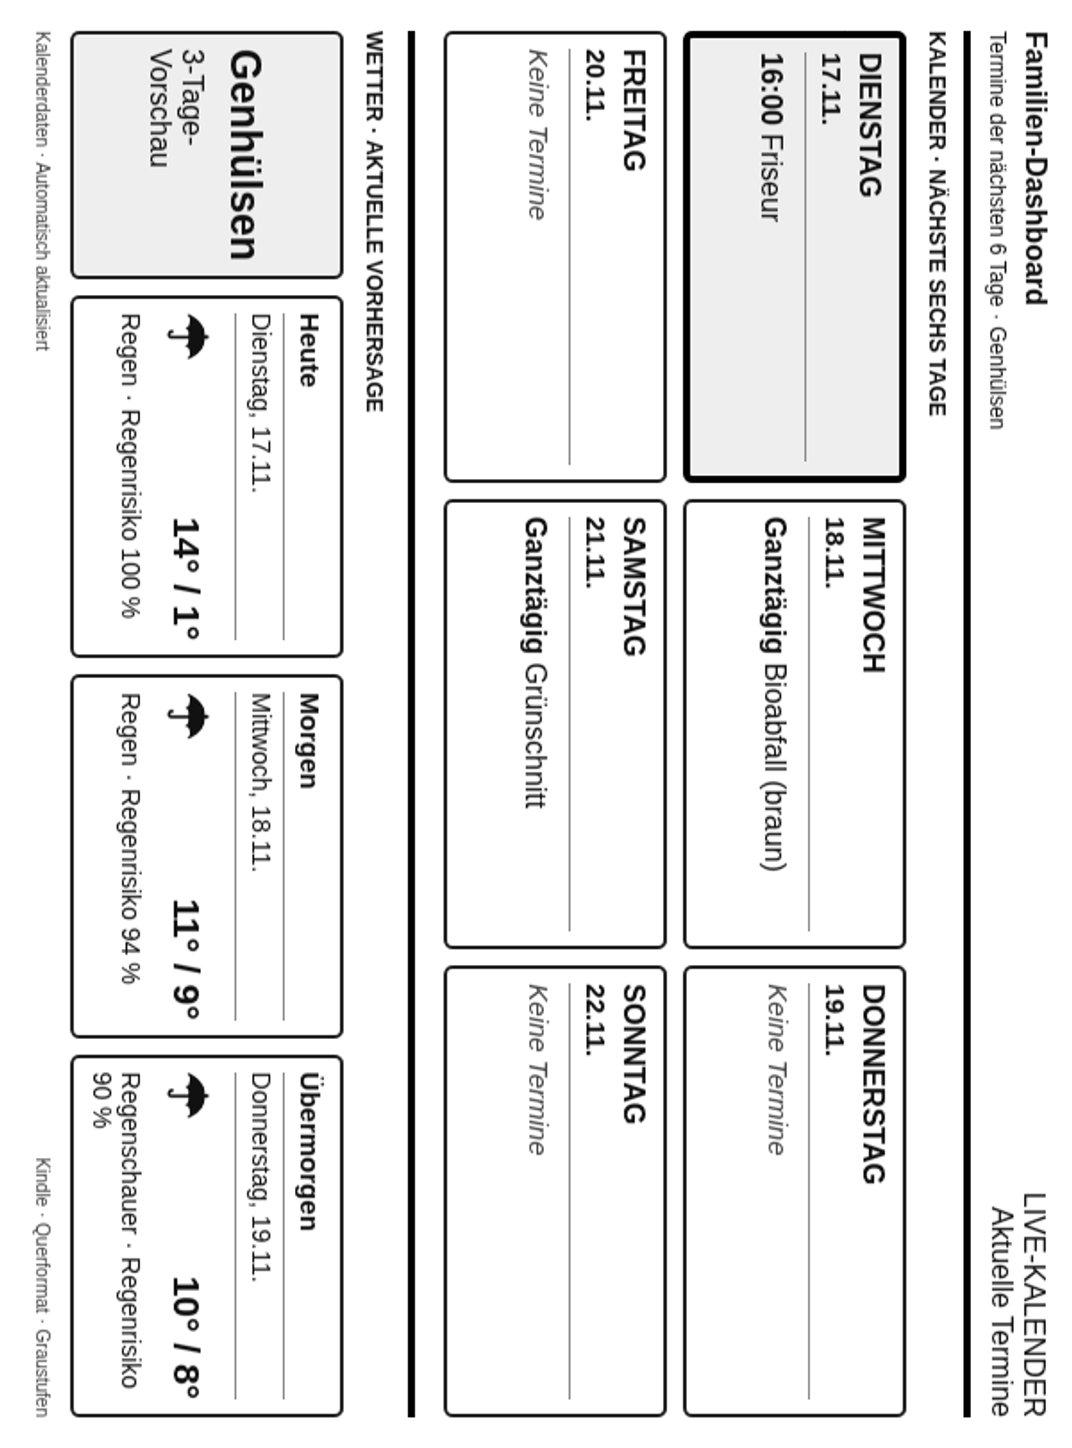 Familien-Dashboard
Termine der nächsten 6 Tage · Genhülsen
LIVE-KALENDER
Aktuelle Termine
KALENDER · NÄCHSTE SECHS TAGE
DIENSTAG
17.11.
16:00 Friseur
MITTWOCH
18.11.
Ganztägig Bioabfall (braun)
DONNERSTAG
19.11.
Keine Termine
FREITAG
20.11.
Keine Termine
SAMSTAG
21.11.
Ganztägig Grünschnitt
SONNTAG
22.11.
Keine Termine
WETTER · AKTUELLE VORHERSAGE
Genhülsen
3-Tage-
Vorschau
Heute
Dienstag, 17.11.
14° / 1°
Regen · Regenrisiko 100 %
Morgen
Mittwoch, 18.11.
11° / 9°
Regen · Regenrisiko 94 %
Übermorgen
Donnerstag, 19.11.
10° / 8°
Regenschauer · Regenrisiko
90 %
Kalenderdaten · Automatisch aktualisiert
Kindle · Querformat · Graustufen